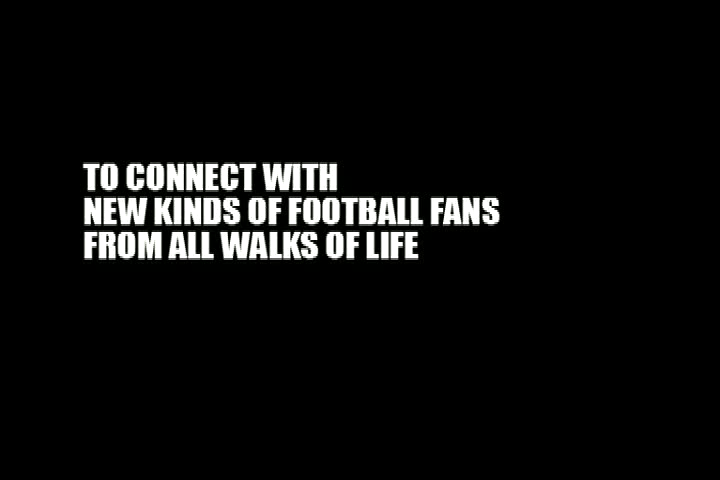 TO CONNECT WITH
NEW KINDS OF FOOTBALL FANS
FROM ALL WALKS OF LIFE